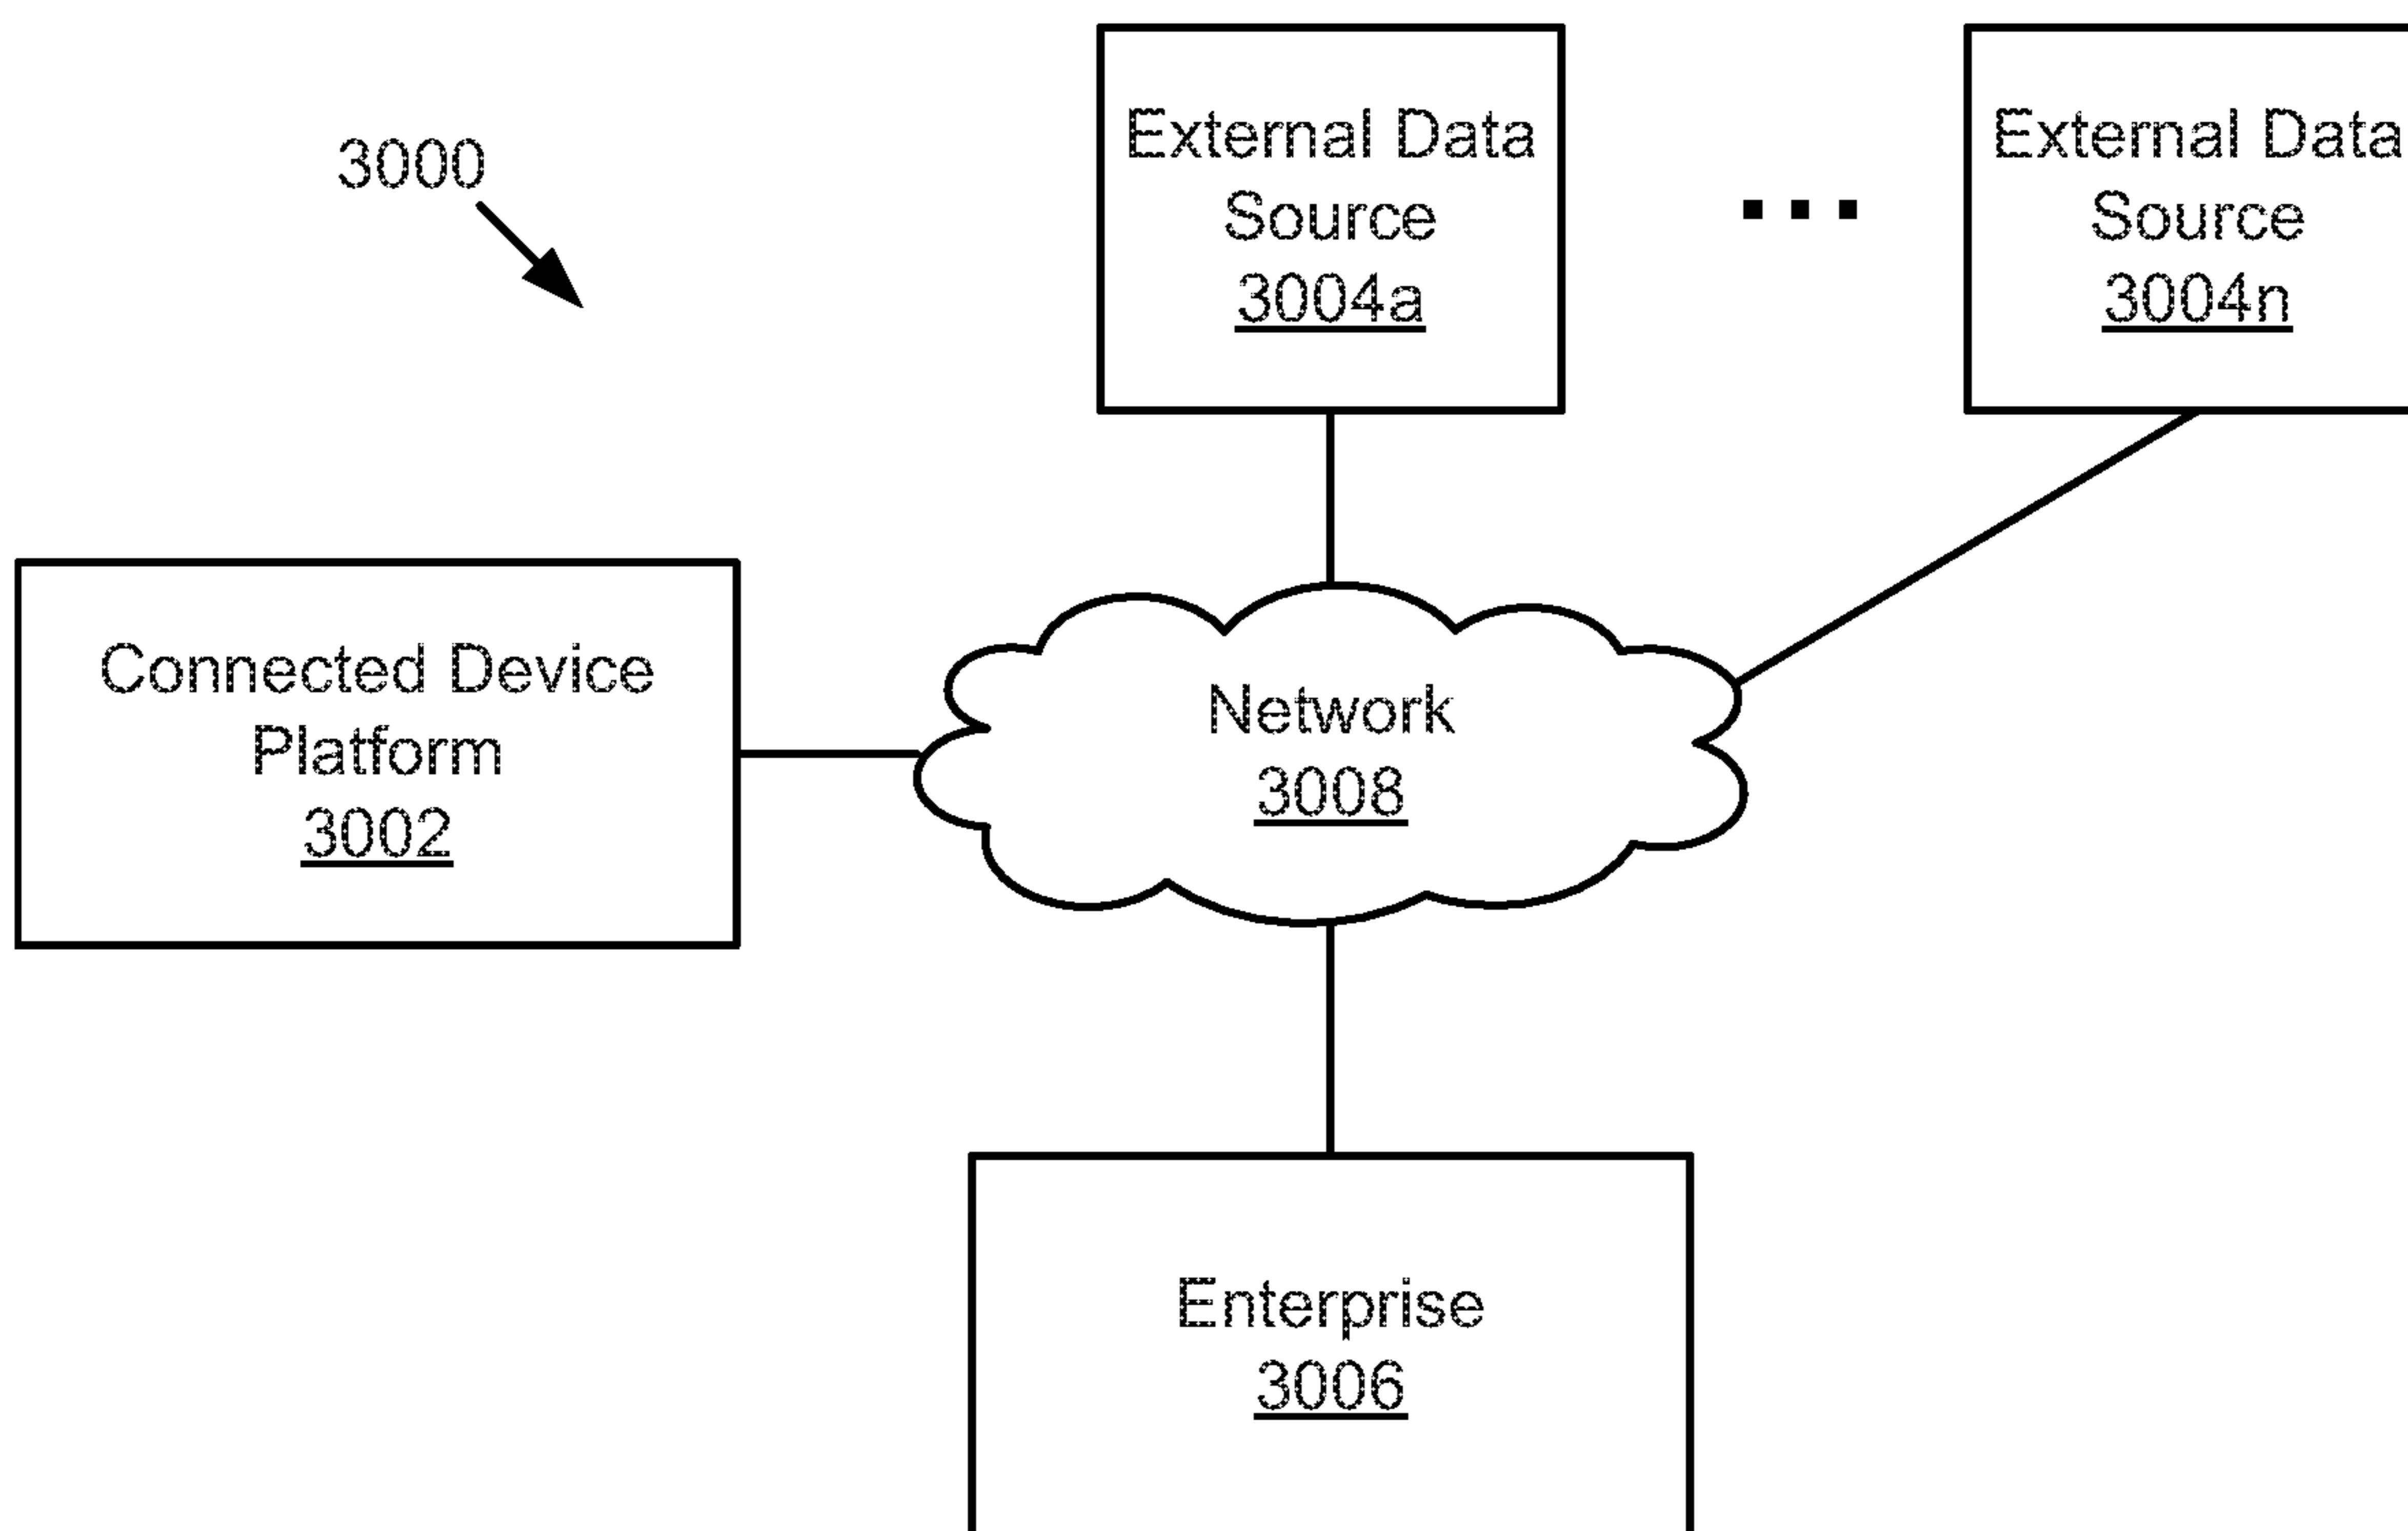 3000
External Data
Source
3004a
...
External Data
Source
3004n
Connected Device
Platform
3002
Network
3008
Enterprise
3006